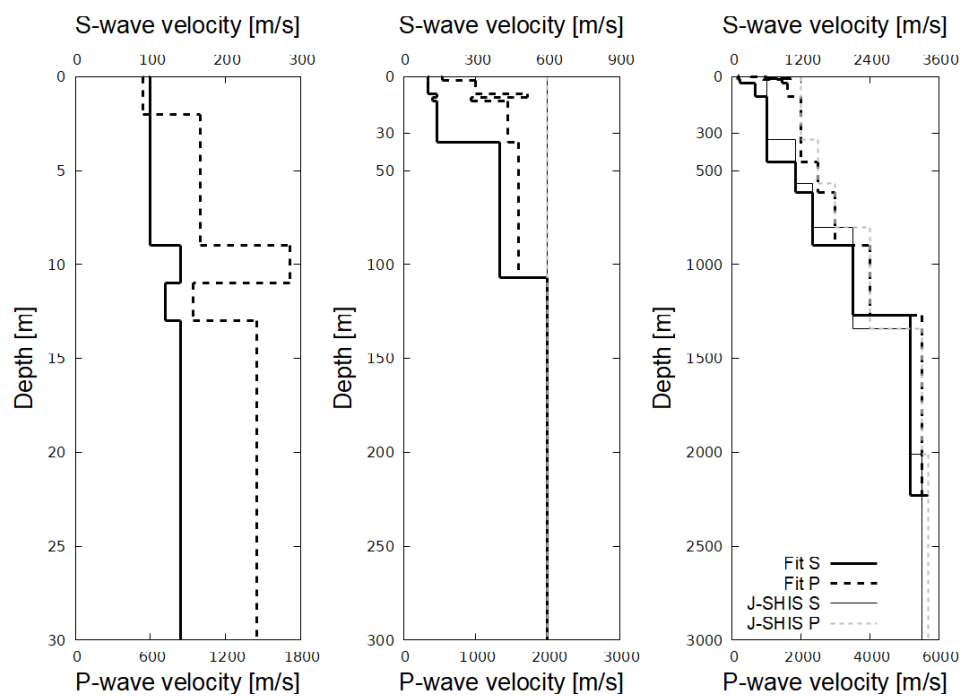 S-wave velocity [m/s] S-wave velocity [m/s] S-wave velocity [m/s]
0 100 200 300 0 300 600 900 0 1200 2400 3600
0 0 0
5 30 300
50 500
10 100 1000
Depth [m] Depth [m] Depth [m]
15 150 1500
20 200 2000
25 250 2500
Fit S
Fit P
J-SHIS S
J-SHIS P
30 300 3000
0 600 1200 1800 0 1000 2000 3000 0 2000 4000 6000
P-wave velocity [m/s] P-wave velocity [m/s] P-wave velocity [m/s]